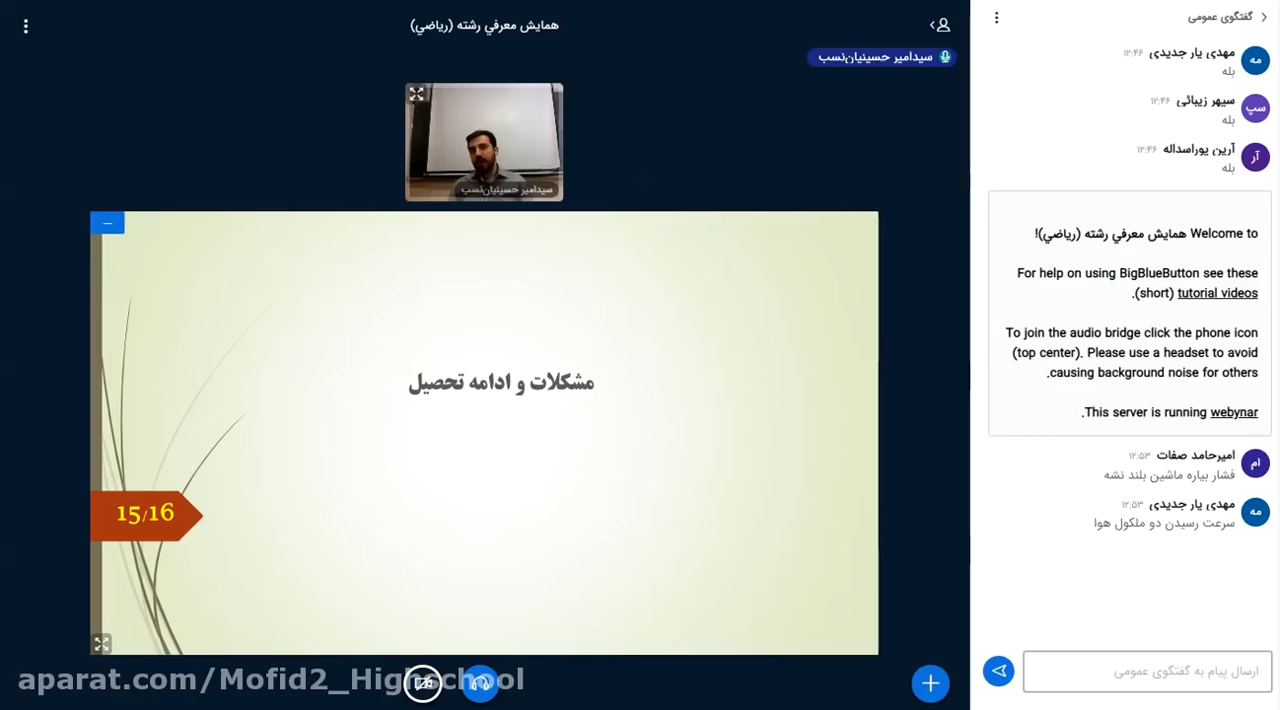 همایش معرفي رشته (رياضي)
سیدامیر حسینیان‌نسب
سیدامیر حسینیان‌نسب
مشکلات و ادامه تحصیل
15/16
aparat.com/Mofid2_Highschool
گفتگوی عمومی
مه
مهدی یار جدیدی ۱۲:۴۶
بله
سپ
سپهر زیبائی ۱۲:۴۶
بله
آر
آرین پوراسداله ۱۲:۴۶
بله
Welcome to همایش معرفي رشته (رياضي)!
For help on using BigBlueButton see these
(short) tutorial videos.
To join the audio bridge click the phone icon
(top center). Please use a headset to avoid
causing background noise for others.
This server is running webynar.
ام
امیرحامد صفات ۱۲:۵۳
فشار بیاره ماشین بلند نشه
مه
مهدی یار جدیدی ۱۲:۵۳
سرعت رسیدن دو ملکول هوا
ارسال پیام به گفتگوی عمومی